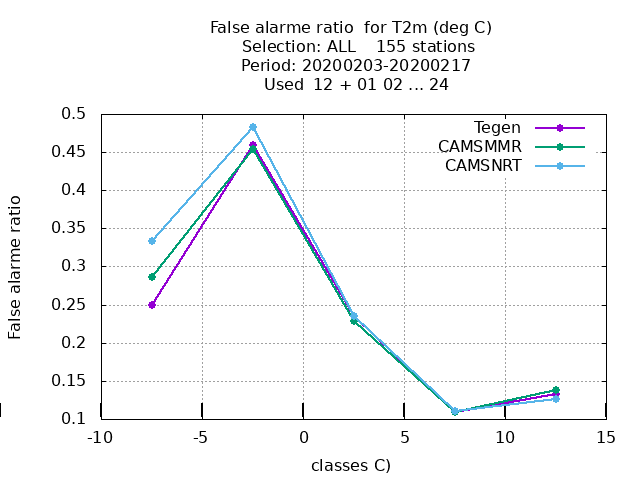 False alarme ratio  for T2m (deg C)
Selection: ALL    155 stations
Period: 20200203-20200217
Used  12 + 01 02 ... 24
Tegen
CAMSMMR
CAMSNRT
False alarme ratio
0.5
0.45
0.4
0.35
0.3
0.25
0.2
0.15
0.1
-10 -5 0 5 10 15
classes C)